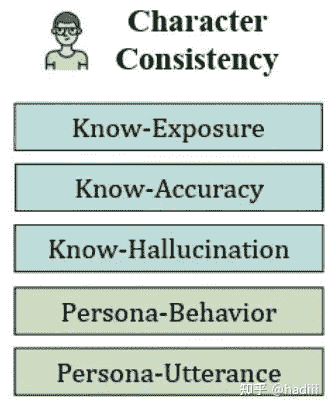 Character
Consistency
Know-Exposure
Know-Accuracy
Know-Hallucination
Persona-Behavior
Persona-Utterance
知乎 @hadiii